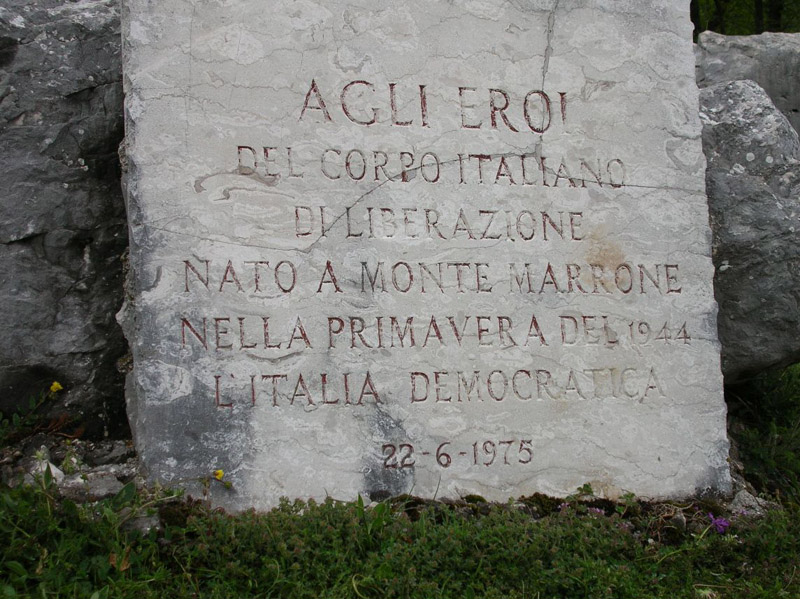 AGLI EROI
DEL CORPO ITALIANO
DI LIBERAZIONE
NATO A MONTE MARRONE
NELLA PRIMAVERA DEL 1944
L'ITALIA DEMOCRATICA
22-6-1975